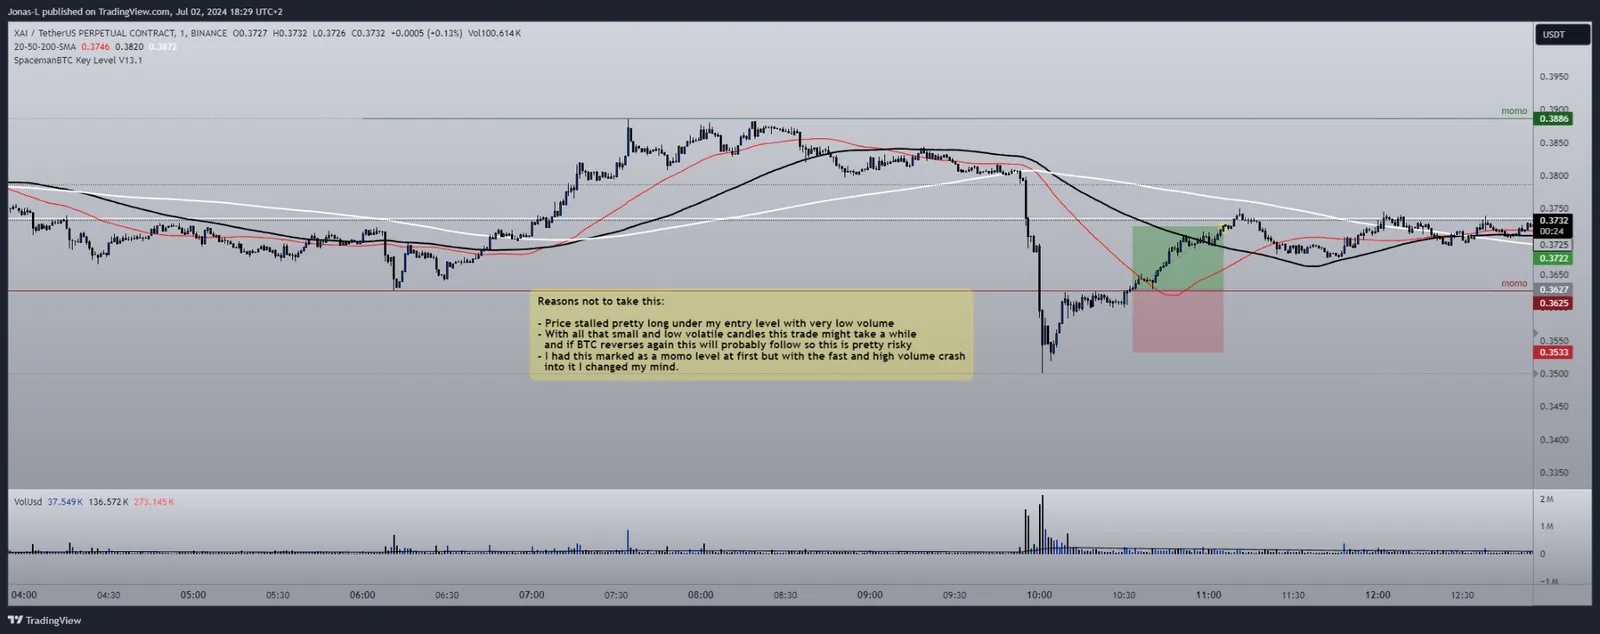 Jonas-L published on TradingView.com, Jul 02, 2024 18:29 UTC+2
XAI / TetherUS PERPETUAL CONTRACT, 1, BINANCE O0.3727 H0.3732 L0.3726 C0.3732 +0.0005 (+0.13%) Vol100.614K
USDT
20-50-200-SMA 0.3746 0.3820 0.3872
SpacemanBTC Key Level V13.1
0.3950
0.3900
momo
0.3886
0.3850
0.3800
0.3750
0.3732
00:24
0.3725
0.3722
0.3650
momo
0.3627
0.3625
0.3550
0.3533
0.3500
0.3450
0.3400
0.3350
Reasons not to take this:
- Price stalled pretty long under my entry level with very low volume
- With all that small and low volatile candles this trade might take a while
and if BTC reverses again this will probably follow so this is pretty risky
- I had this marked as a momo level at first but with the fast and high volume crash
into it I changed my mind.
VolUsd 37.549K 136.572K 273.145K
2M
1M
0
-1M
04:00 04:30 05:00 05:30 06:00 06:30 07:00 07:30 08:00 08:30 09:00 09:30 10:00 10:30 11:00 11:30 12:00 12:30
TradingView